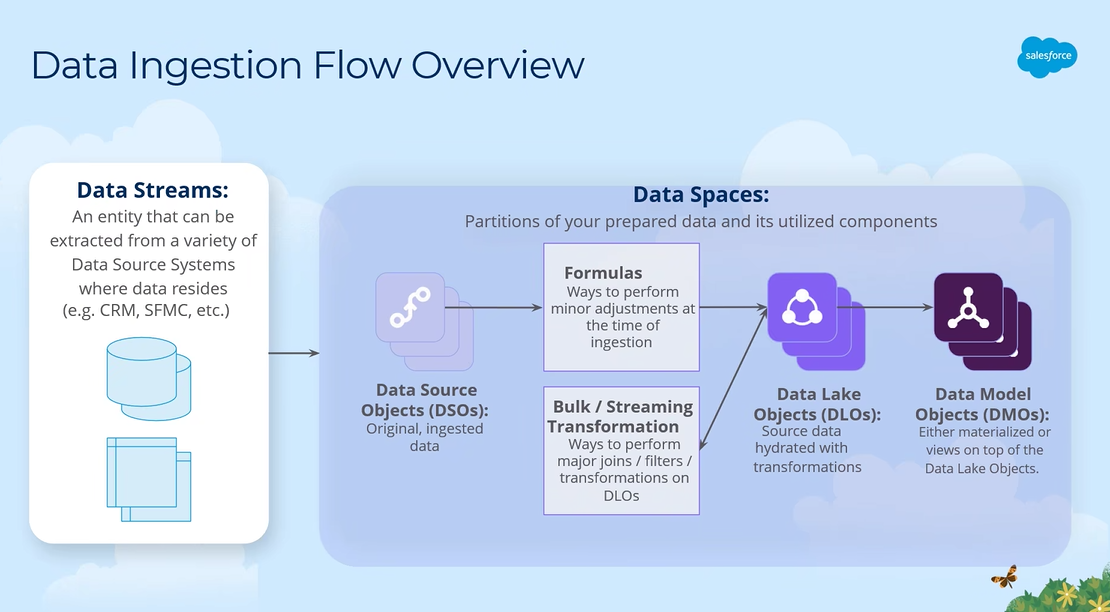 Data Ingestion Flow Overview
salesforce
Data Streams:
An entity that can be
extracted from a variety of
Data Source Systems
where data resides
(e.g. CRM, SFMC, etc.)
Data Spaces:
Partitions of your prepared data and its utilized components
Data Source
Objects (DSOs):
Original, ingested
data
Formulas
Ways to perform
minor adjustments at
the time of
ingestion
Bulk / Streaming
Transformation
Ways to perform
major joins / filters /
transformations on
DLOs
Data Lake
Objects (DLOs):
Source data
hydrated with
transformations
Data Model
Objects (DMOs):
Either materialized or
views on top of the
Data Lake Objects.